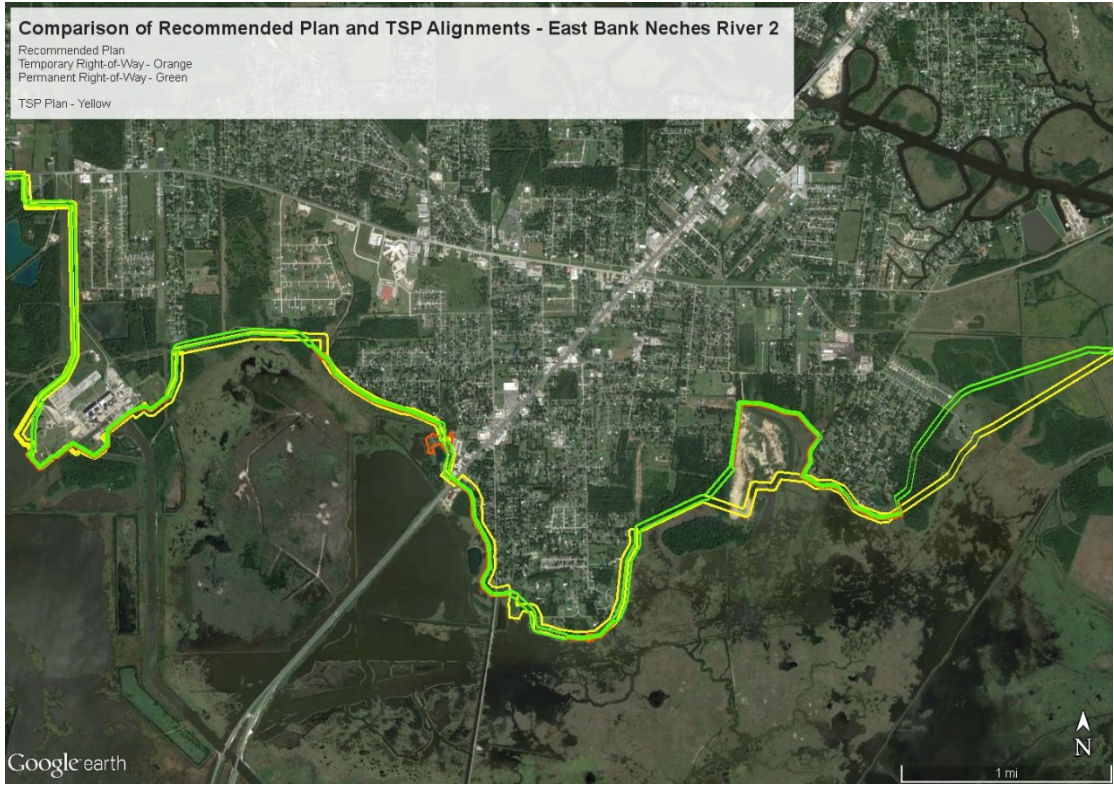 Comparison of Recommended Plan and TSP Alignments - East Bank Neches River 2
Recommended Plan
Temporary Right-of-Way - Orange
Permanent Right-of-Way - Green
TSP Plan - Yellow
Google earth
N
1 mi